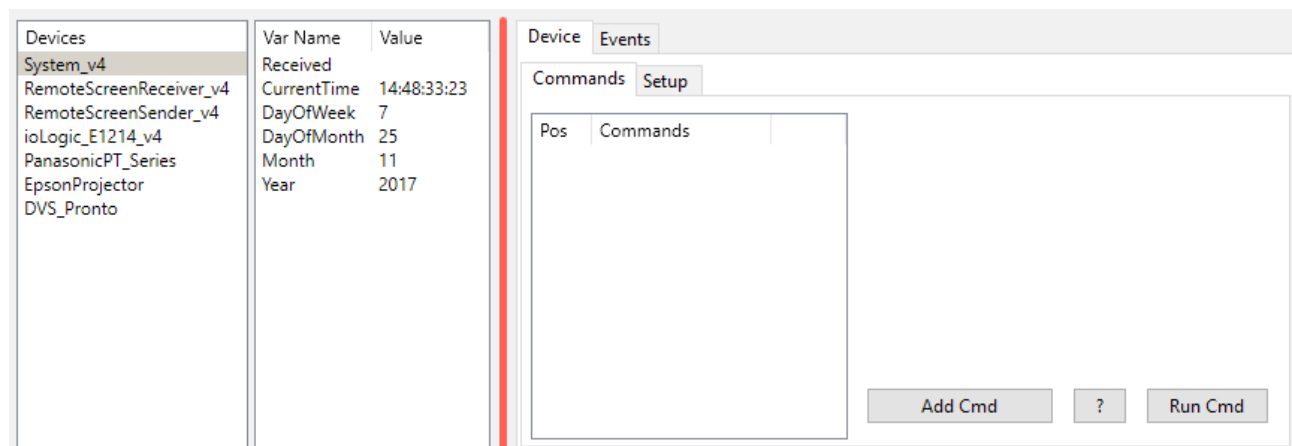 Devices
System_v4
RemoteScreenReceiver_v4
RemoteScreenSender_v4
ioLogic_E1214_v4
PanasonicPT_Series
EpsonProjector
DVS_Pronto
Var Name Value
Received
CurrentTime 14:48:33:23
DayOfWeek 7
DayOfMonth 25
Month 11
Year 2017
Device Events
Commands Setup
Pos Commands
Add Cmd ? Run Cmd